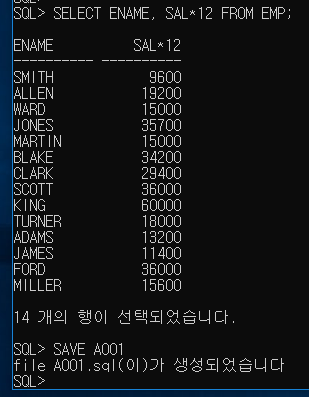 SQL> SELECT ENAME, SAL*12 FROM EMP;
ENAME          SAL*12
---------- ----------
SMITH            9600
ALLEN           19200
WARD            15000
JONES           35700
MARTIN          15000
BLAKE           34200
CLARK           29400
SCOTT           36000
KING            60000
TURNER          18000
ADAMS           13200
JAMES           11400
FORD            36000
MILLER          15600
14 개의 행이 선택되었습니다.
SQL> SAVE A001
file A001.sql(이)가 생성되었습니다
SQL>